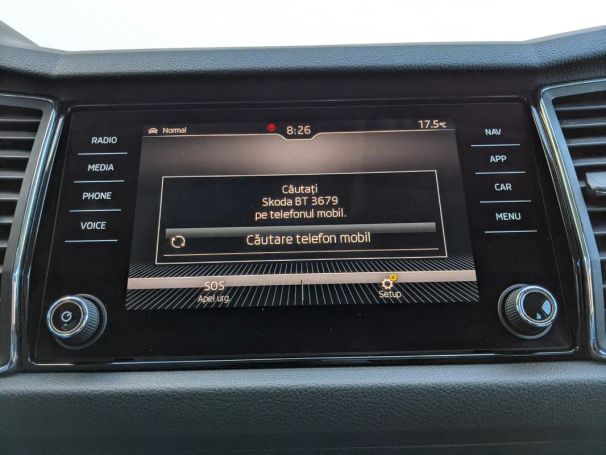 RADIO
MEDIA
PHONE
VOICE
Normal
8:26
17.5°C
Căutați
Skoda BT 3679
pe telefonul mobil.
Căutare telefon mobil
SOS
Apel urg.
Setup
NAV
APP
CAR
MENU